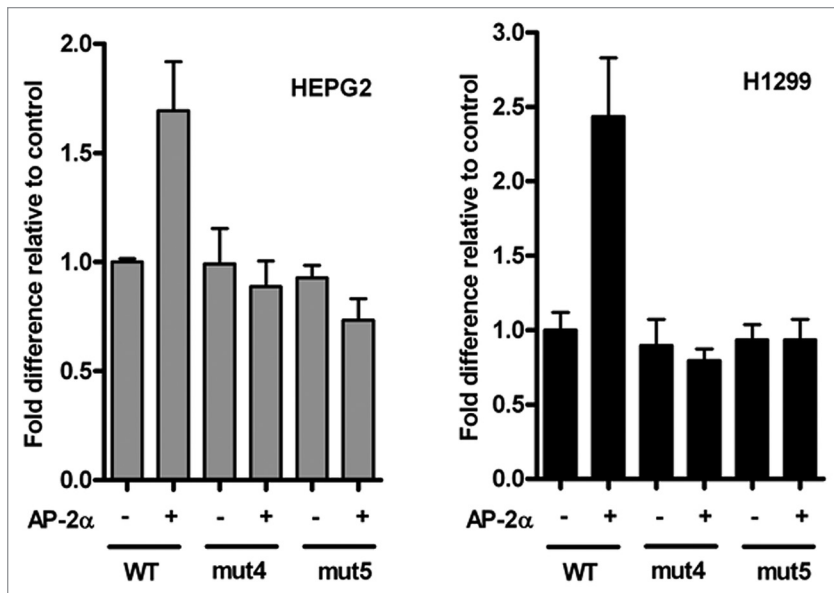 HEPG2
Fold difference relative to control
2.0
1.5
1.0
0.5
0.0
AP-2α - + - + - +
WT mut4 mut5
H1299
Fold difference relative to control
3.0
2.5
2.0
1.5
1.0
0.5
0.0
AP-2α - + - + - +
WT mut4 mut5